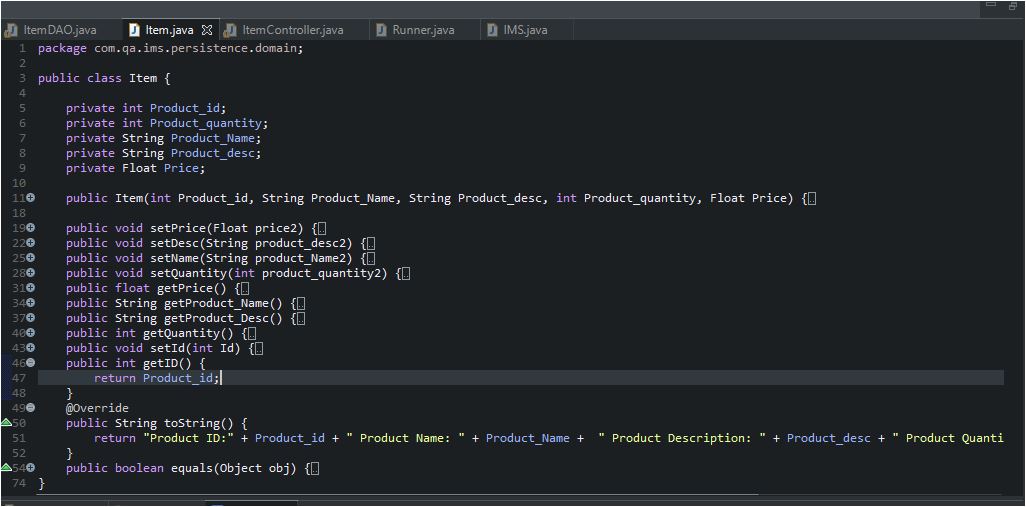 ItemDAO.java Item.java ItemController.java Runner.java IMS.java
1 package com.qa.ims.persistence.domain;
2
3 public class Item {
4
5 private int Product_id;
6 private int Product_quantity;
7 private String Product_Name;
8 private String Product_desc;
9 private Float Price;
10
11 public Item(int Product_id, String Product_Name, String Product_desc, int Product_quantity, Float Price) {
18
19 public void setPrice(Float price2) {
22 public void setDesc(String product_desc2) {
25 public void setName(String product_Name2) {
28 public void setQuantity(int product_quantity2) {
31 public float getPrice() {
34 public String getProduct_Name() {
37 public String getProduct_Desc() {
40 public int getQuantity() {
43 public void setId(int Id) {
46 public int getID() {
47 return Product_id;
48 }
49 @Override
50 public String toString() {
51 return "Product ID:" + Product_id + " Product Name: " + Product_Name + " Product Description: " + Product_desc + " Product Quanti
52 }
54 public boolean equals(Object obj) {
74 }